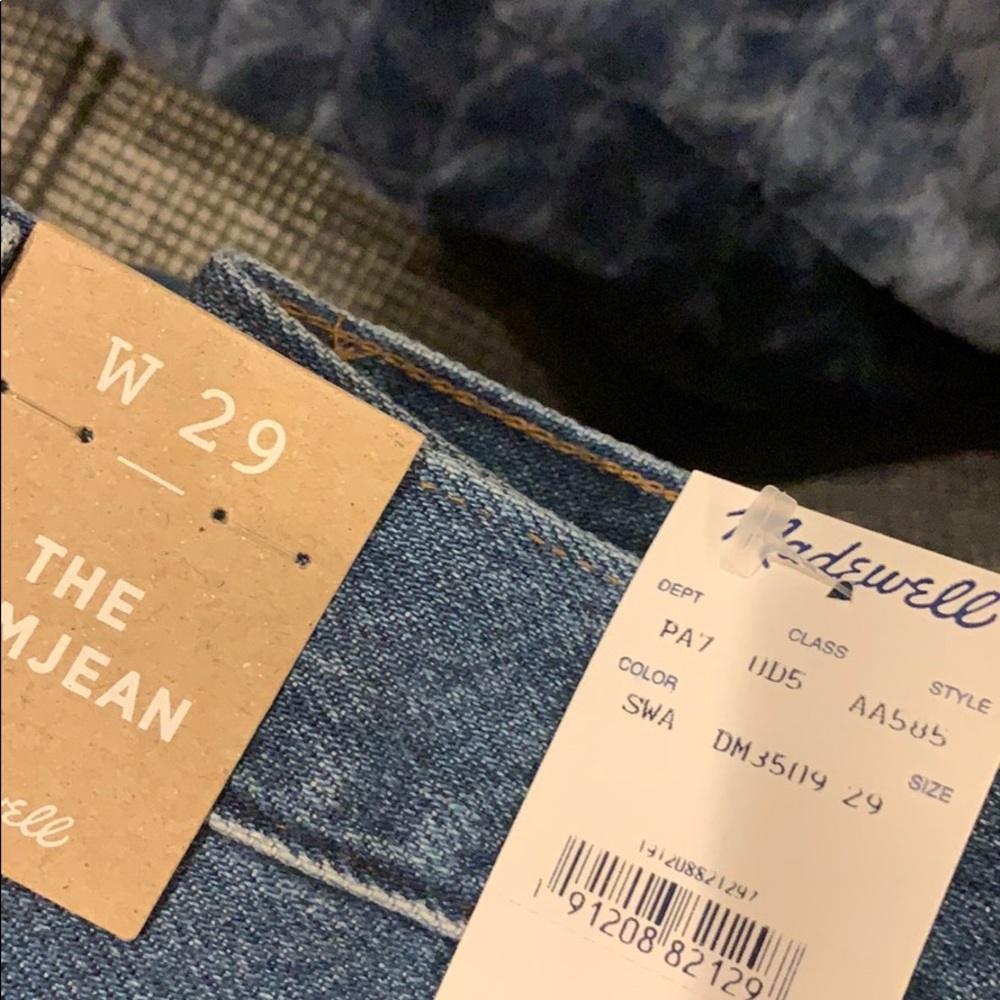 W 29
THE
MJEAN
ell
Madewell
DEPT
CLASS
STYLE
PA7 UD5 AA585
COLOR
SIZE
SWA DM3509 29
191208821297
1 91208 82129